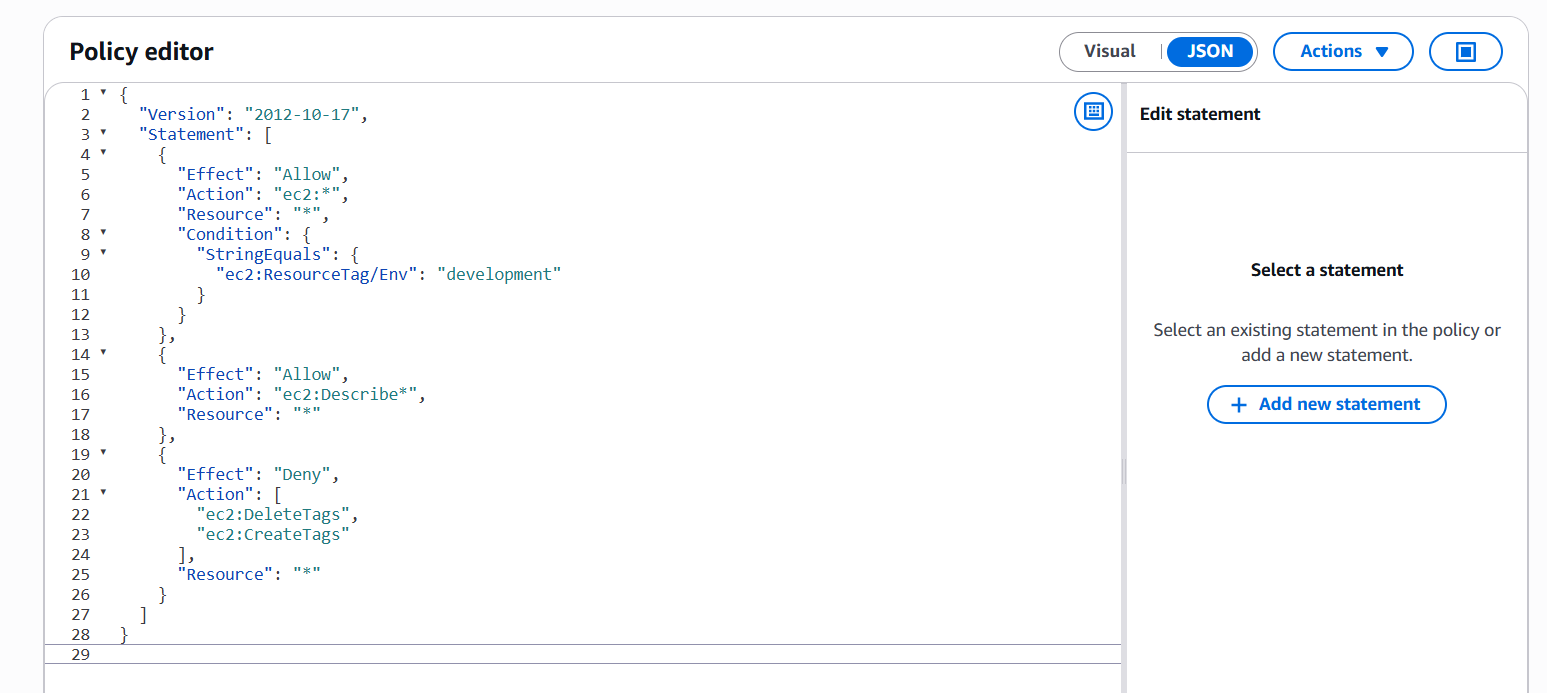 Policy editor
Visual
JSON
Actions
1 {
2 "Version": "2012-10-17",
3 "Statement": [
4 {
5 "Effect": "Allow",
6 "Action": "ec2:*",
7 "Resource": "*",
8 "Condition": {
9 "StringEquals": {
10 "ec2:ResourceTag/Env": "development"
11 }
12 }
13 },
14 {
15 "Effect": "Allow",
16 "Action": "ec2:Describe*",
17 "Resource": "*"
18 },
19 {
20 "Effect": "Deny",
21 "Action": [
22 "ec2:DeleteTags",
23 "ec2:CreateTags"
24 ],
25 "Resource": "*"
26 }
27 ]
28 }
29
Edit statement
Select a statement
Select an existing statement in the policy or
add a new statement.
+ Add new statement